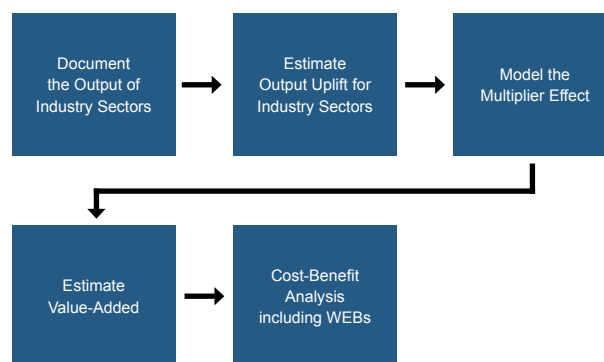 Document
the Output of
Industry Sectors
Estimate
Output Uplift for
Industry Sectors
Model the
Multiplier Effect
Estimate
Value-Added
Cost-Benefit
Analysis
including WEBs